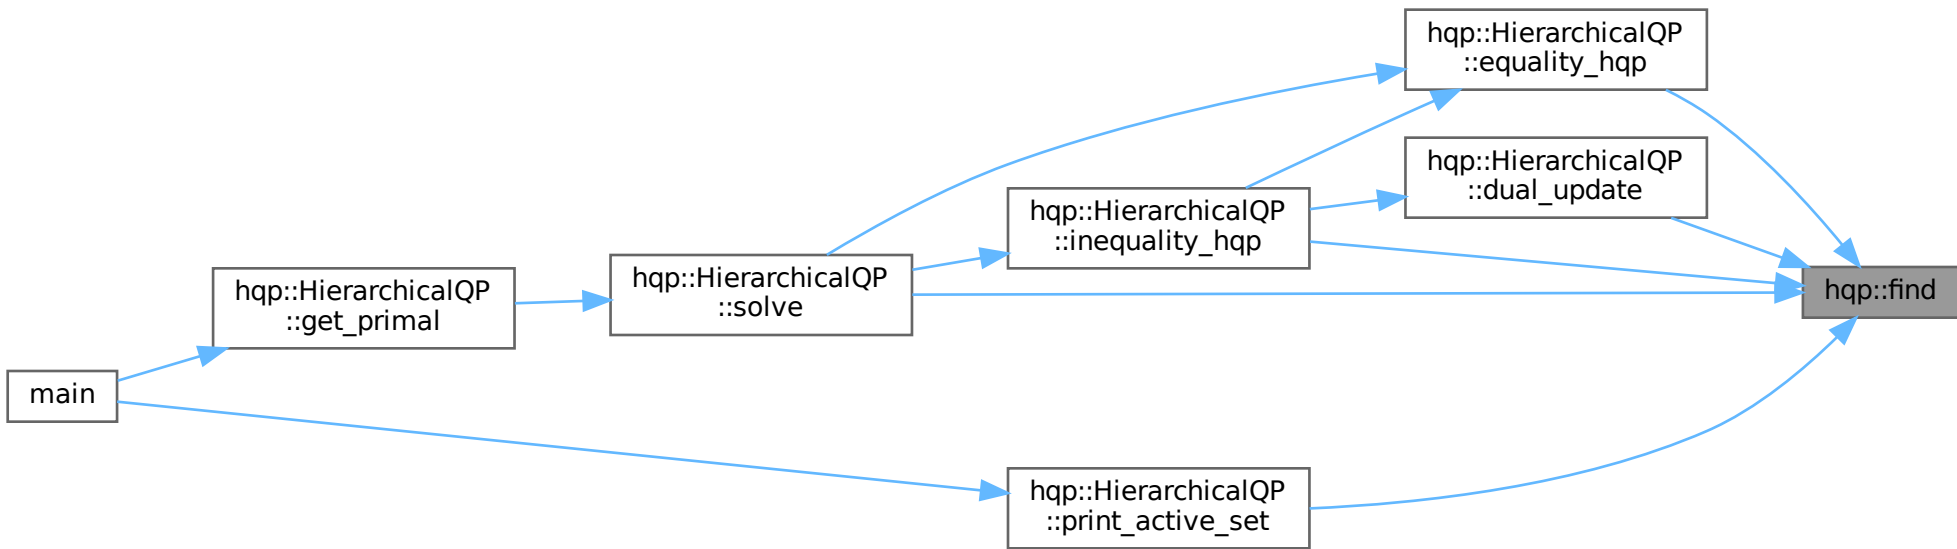 hqp::HierarchicalQP
::equality_hqp
hqp::HierarchicalQP
::dual_update
hqp::HierarchicalQP
::inequality_hqp
hqp::HierarchicalQP
::solve
hqp::HierarchicalQP
::get_primal
hqp::find
main
hqp::HierarchicalQP
::print_active_set